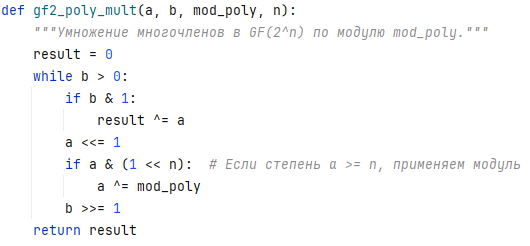 def gf2_poly_mult(a, b, mod_poly, n):
    """Умножение многочленов в GF(2^n) по модулю mod_poly."""
    result = 0
    while b > 0:
        if b & 1:
            result ^= a
        a <<= 1
        if a & (1 << n):  # Если степень a >= n, применяем модуль
            a ^= mod_poly
        b >>= 1
    return result